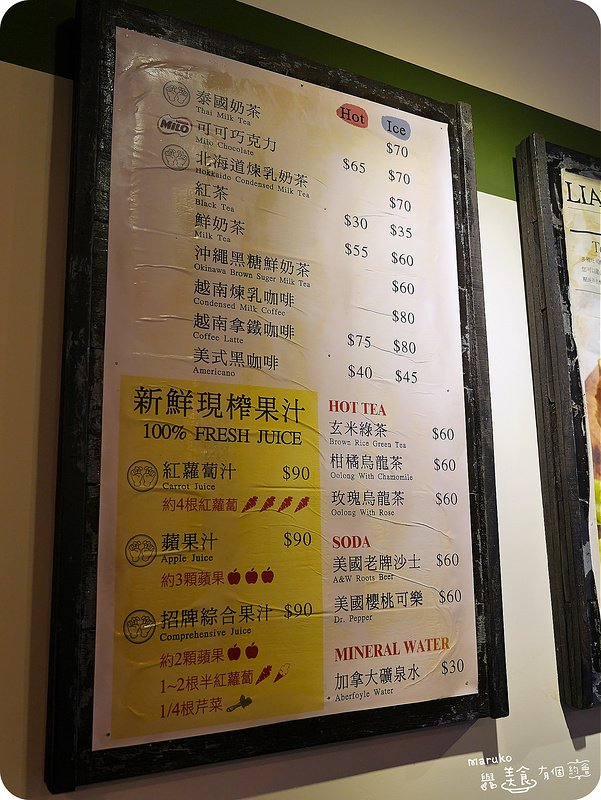 Hot Ice
泰國奶茶 $70
Thai Milk Tea
MILO 可可巧克力 $65 $70
Milo Chocolate
北海道煉乳奶茶 $70
Hokkaido Condensed Milk Tea
紅茶 $30 $35
Black Tea
鮮奶茶 $55 $60
Milk Tea
沖繩黑糖鮮奶茶 $60
Okinawa Brown Suger Milk Tea
越南煉乳咖啡 $80
Condensed Milk Coffee
越南拿鐵咖啡 $75 $80
Coffee Latte
美式黑咖啡 $40 $45
Americano
新鮮現榨果汁
100% FRESH JUICE
紅蘿蔔汁 $90
Carrot Juice
約4根紅蘿蔔
蘋果汁 $90
Apple Juice
約3顆蘋果
招牌綜合果汁 $90
Comprehensive Juice
約2顆蘋果
1~2根半紅蘿蔔
1/4根芹菜
HOT TEA
玄米綠茶 $60
Brown Rice Green Tea
柑橘烏龍茶 $60
Oolong With Chamomile
玫瑰烏龍茶 $60
Oolong With Rose
SODA
美國老牌沙士 $60
A&W Roots Beer
美國櫻桃可樂 $60
Dr. Pepper
MINERAL WATER
加拿大礦泉水 $30
Aberfoyle Water
LIA
maruko
與美食有個約會